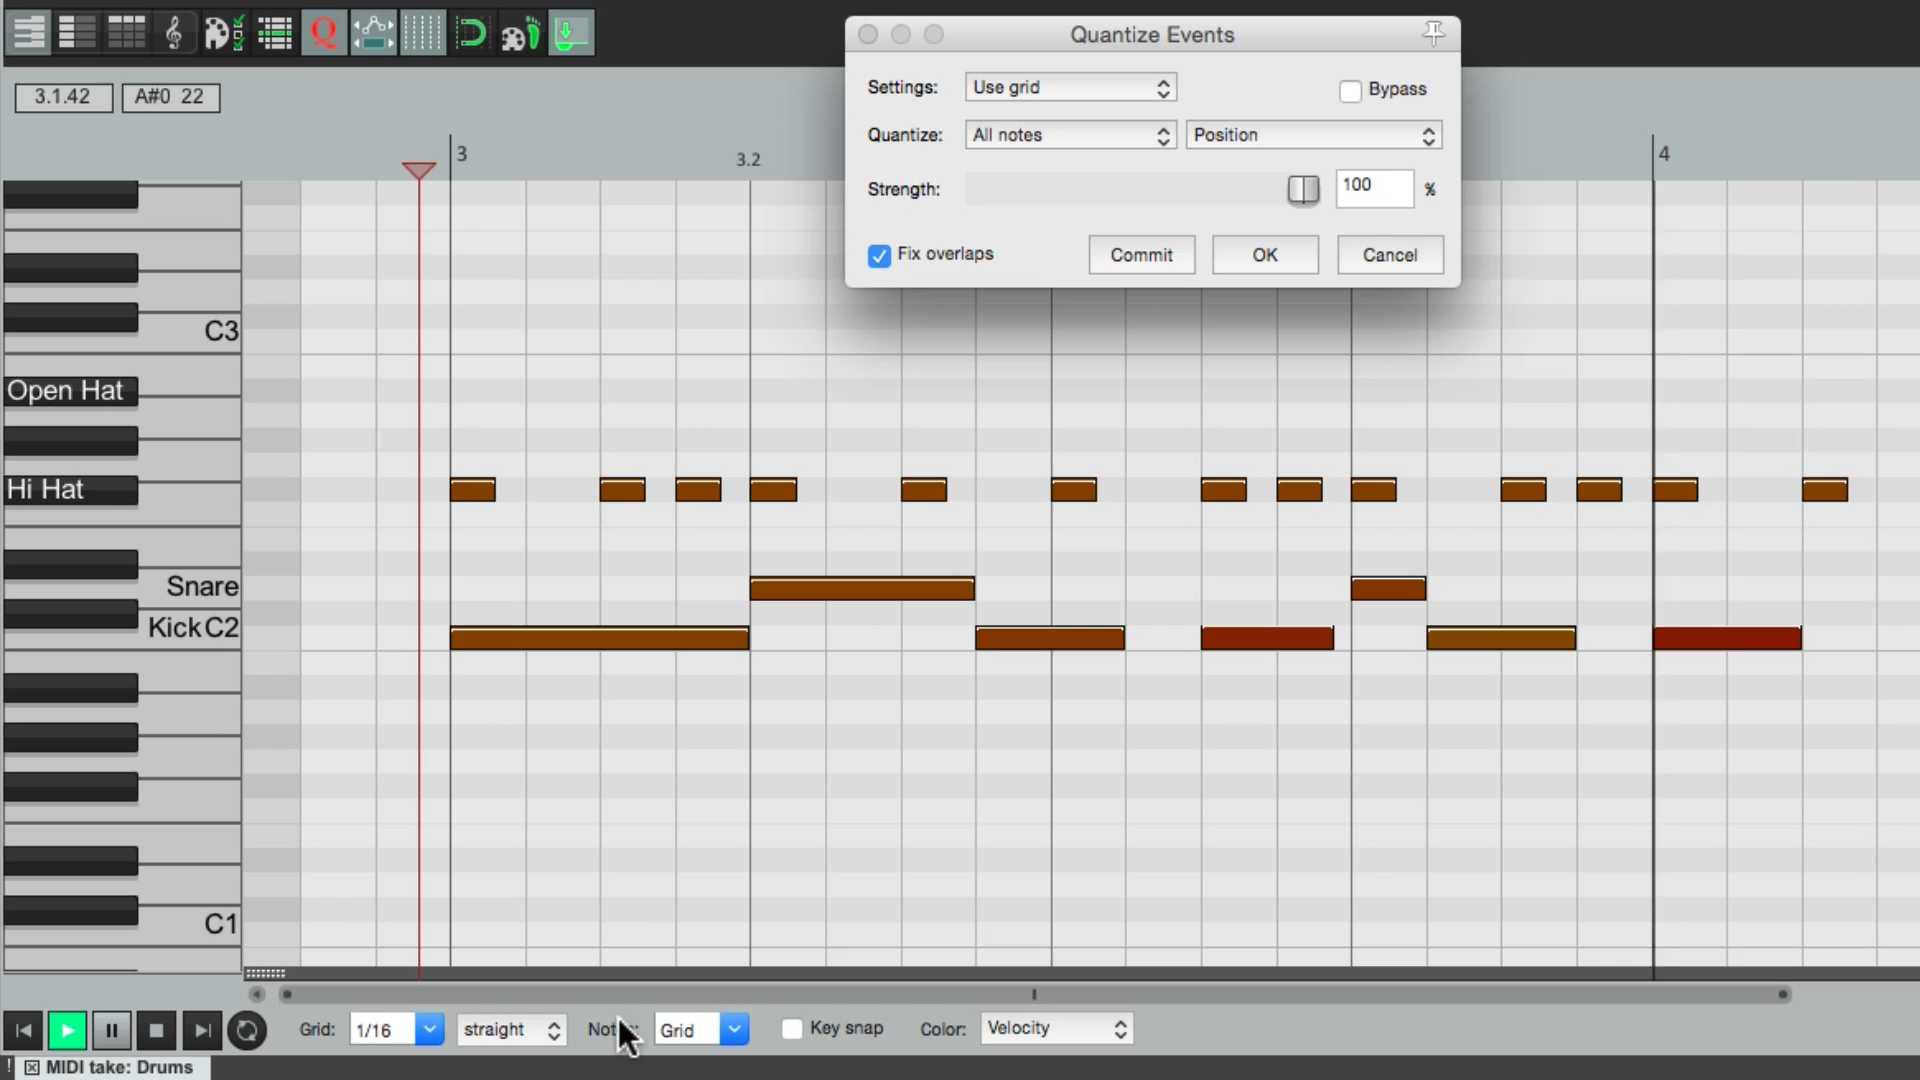 Q
Quantize Events
Settings: Use grid
Bypass
3.1.42 A#0 22
Quantize: All notes Position
3 3.2 4
Strength: 100 %
Fix overlaps Commit OK Cancel
C3
Open Hat
Hi Hat
Snare
Kick C2
C1
Grid: 1/16 straight Grid Key snap Color: Velocity
! MIDI take: Drums